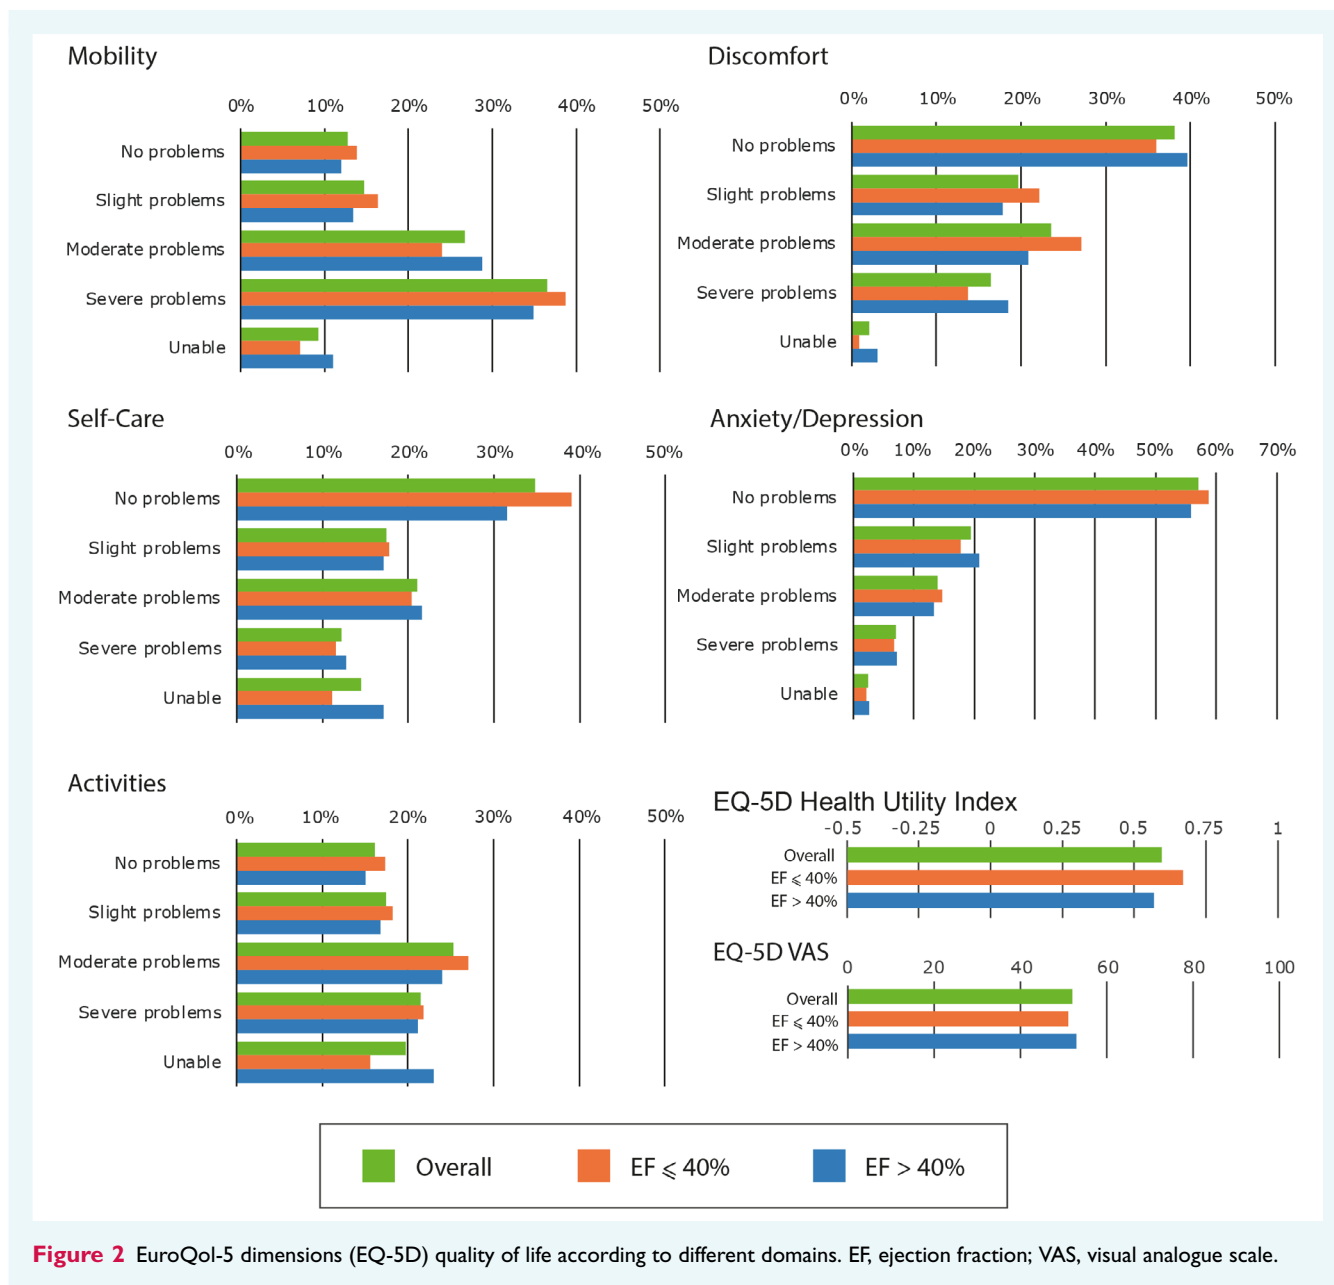 Mobility
0% 10% 20% 30% 40% 50%
No problems
Slight problems
Moderate problems
Severe problems
Unable
Discomfort
0% 10% 20% 30% 40% 50%
No problems
Slight problems
Moderate problems
Severe problems
Unable
Self-Care
0% 10% 20% 30% 40% 50%
No problems
Slight problems
Moderate problems
Severe problems
Unable
Anxiety/Depression
0% 10% 20% 30% 40% 50% 60% 70%
No problems
Slight problems
Moderate problems
Severe problems
Unable
Activities
0% 10% 20% 30% 40% 50%
No problems
Slight problems
Moderate problems
Severe problems
Unable
EQ-5D Health Utility Index
-0.5 -0.25 0 0.25 0.5 0.75 1
Overall
EF ⩽ 40%
EF > 40%
EQ-5D VAS
0 20 40 60 80 100
Overall
EF ⩽ 40%
EF > 40%
Overall EF ⩽ 40% EF > 40%
Figure 2 EuroQol-5 dimensions (EQ-5D) quality of life according to different domains. EF, ejection fraction; VAS, visual analogue scale.